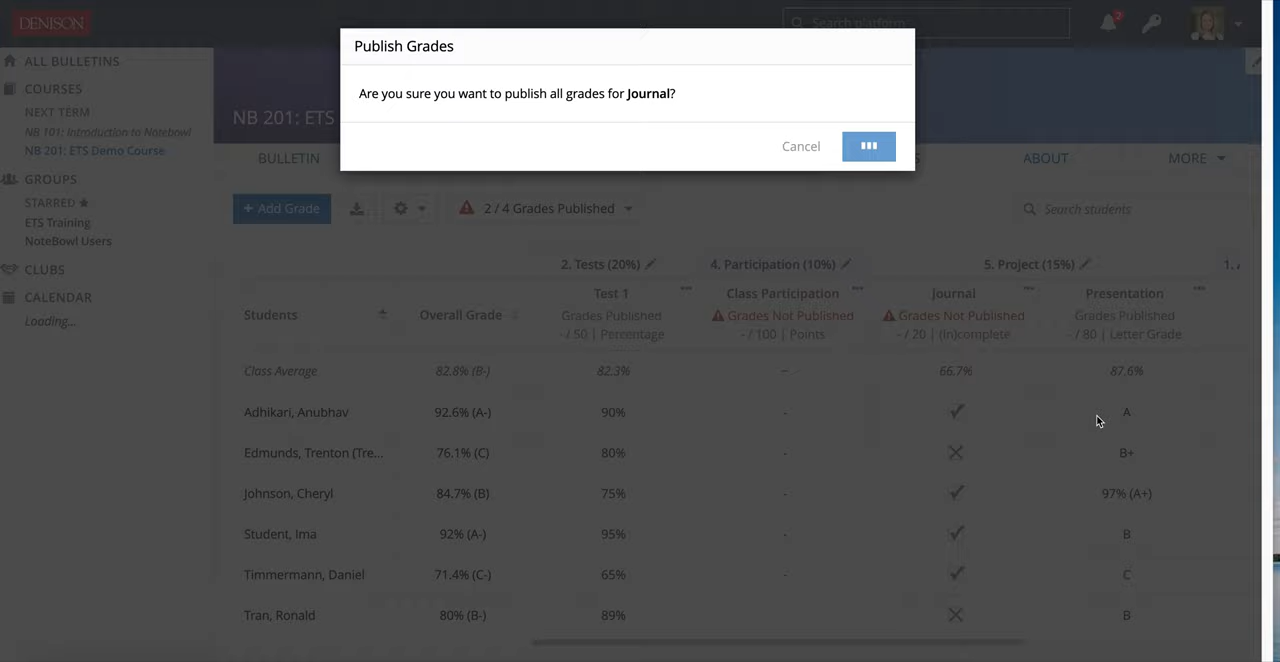 DENISON
Search platform
2
Publish Grades
Are you sure you want to publish all grades for Journal?
Cancel
ALL BULLETINS
COURSES
NEXT TERM
NB 101: Introduction to Notebowl
NB 201: ETS Demo Course
GROUPS
STARRED
ETS Training
NoteBowl Users
CLUBS
CALENDAR
Loading...
NB 201: ETS
BULLETIN
ABOUT
MORE
+ Add Grade
2 / 4 Grades Published
Search students
2. Tests (20%)
4. Participation (10%)
5. Project (15%)
1.
Students
Overall Grade
Test 1
Grades Published
- / 50 | Percentage
Class Participation
Grades Not Published
- / 100 | Points
Journal
Grades Not Published
- / 20 | (In)complete
Presentation
Grades Published
- / 80 | Letter Grade
Class Average 82.8% (B-) 82.3% – 66.7% 87.6%
Adhikari, Anubhav 92.6% (A-) 90% - ✓ A
Edmunds, Trenton (Tre... 76.1% (C) 80% - ✕ B+
Johnson, Cheryl 84.7% (B) 75% - ✓ 97% (A+)
Student, Ima 92% (A-) 95% - ✓ B
Timmermann, Daniel 71.4% (C-) 65% - ✓ C
Tran, Ronald 80% (B-) 89% ✕ B